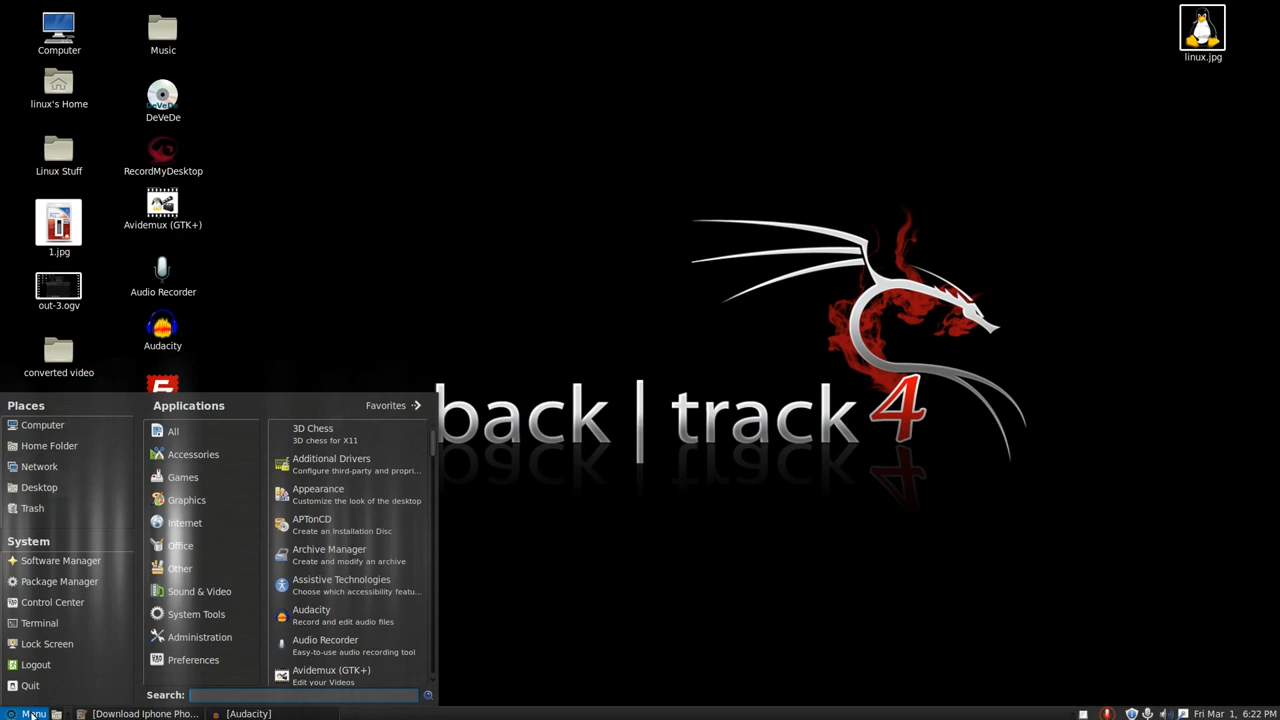 Computer
Music
linux.jpg
linux's Home
DeVeDe
DeVeDe
Linux Stuff
RecordMyDesktop
Avidemux (GTK+)
1.jpg
Audio Recorder
out-3.ogv
Audacity
converted video
back|track 4
Places
Computer
Home Folder
Network
Desktop
Trash
System
Software Manager
Package Manager
Control Center
Terminal
Lock Screen
Logout
Quit
Applications
Favorites
All
Accessories
Games
Graphics
Internet
Office
Other
Sound & Video
System Tools
Administration
Preferences
3D Chess
3D chess for X11
Additional Drivers
Configure third-party and propri...
Appearance
Customize the look of the desktop
APTonCD
Create an Installation Disc
Archive Manager
Create and modify an archive
Assistive Technologies
Choose which accessibility featu...
Audacity
Record and edit audio files
Audio Recorder
Easy-to-use audio recording tool
Avidemux (GTK+)
Edit your Videos
Search:
Menu
[Download Iphone Pho...
[Audacity]
Fri Mar 1, 6:22 PM